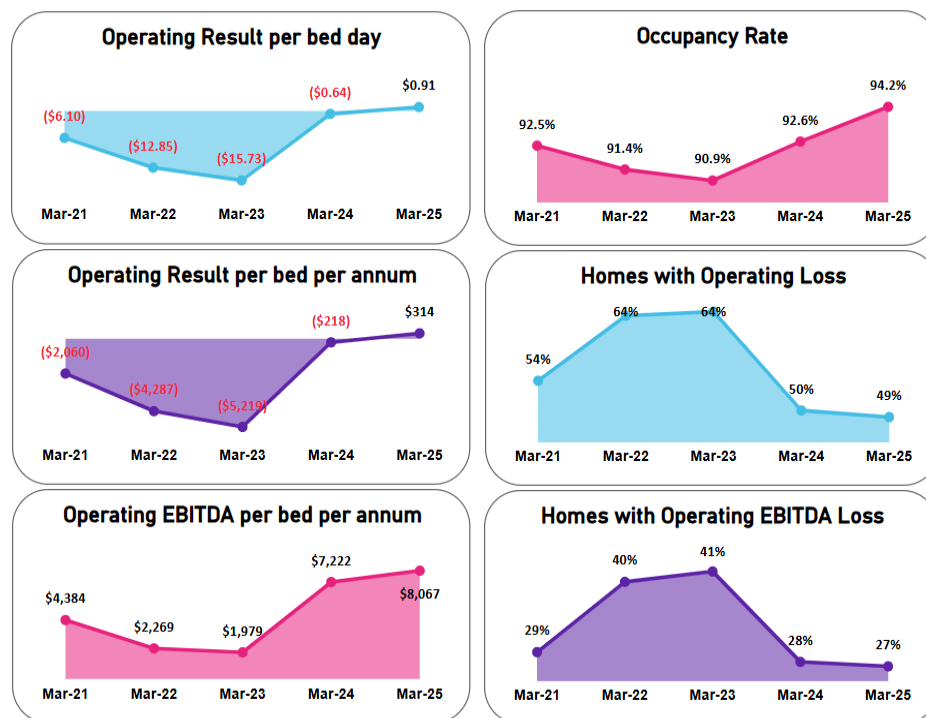 Operating Result per bed day
($6.10)
($12.85)
($15.73)
($0.64)
$0.91
Mar-21 Mar-22 Mar-23 Mar-24 Mar-25
Occupancy Rate
92.5%
91.4%
90.9%
92.6%
94.2%
Mar-21 Mar-22 Mar-23 Mar-24 Mar-25
Operating Result per bed per annum
($2,060)
($4,287)
($5,219)
($218)
$314
Mar-21 Mar-22 Mar-23 Mar-24 Mar-25
Homes with Operating Loss
54%
64%
64%
50%
49%
Mar-21 Mar-22 Mar-23 Mar-24 Mar-25
Operating EBITDA per bed per annum
$4,384
$2,269
$1,979
$7,222
$8,067
Mar-21 Mar-22 Mar-23 Mar-24 Mar-25
Homes with Operating EBITDA Loss
29%
40%
41%
28%
27%
Mar-21 Mar-22 Mar-23 Mar-24 Mar-25